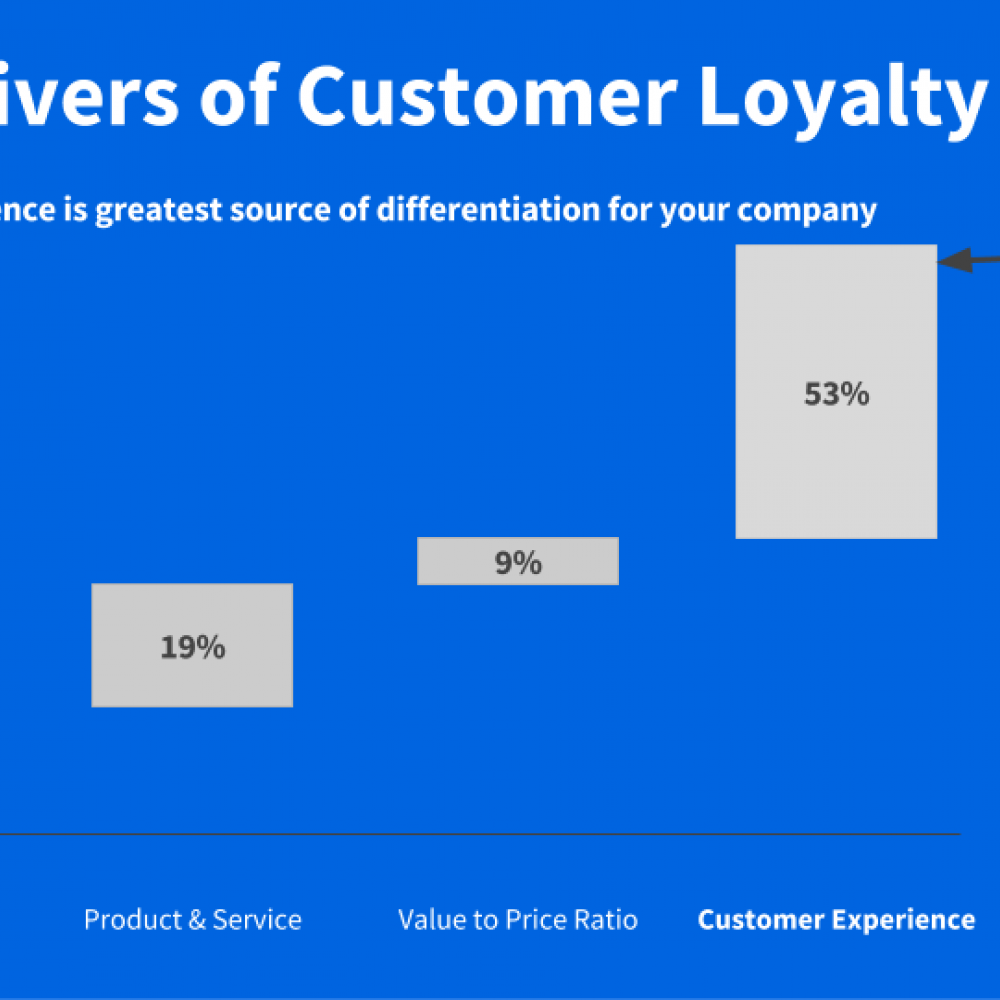 ivers of Customer Loyalty
ence is greatest source of differentiation for your company
53%
9%
19%
Product & Service
Value to Price Ratio
Customer Experience